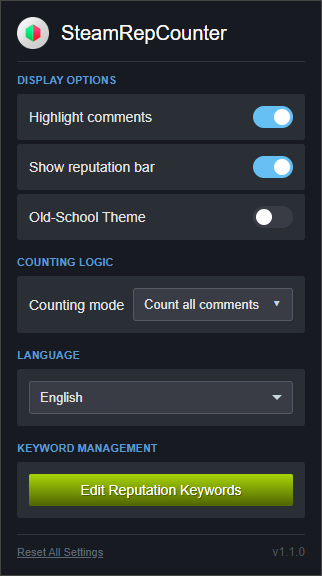 SteamRepCounter
DISPLAY OPTIONS
Highlight comments
Show reputation bar
Old-School Theme
COUNTING LOGIC
Counting mode Count all comments
LANGUAGE
English
KEYWORD MANAGEMENT
Edit Reputation Keywords
Reset All Settings v1.1.0